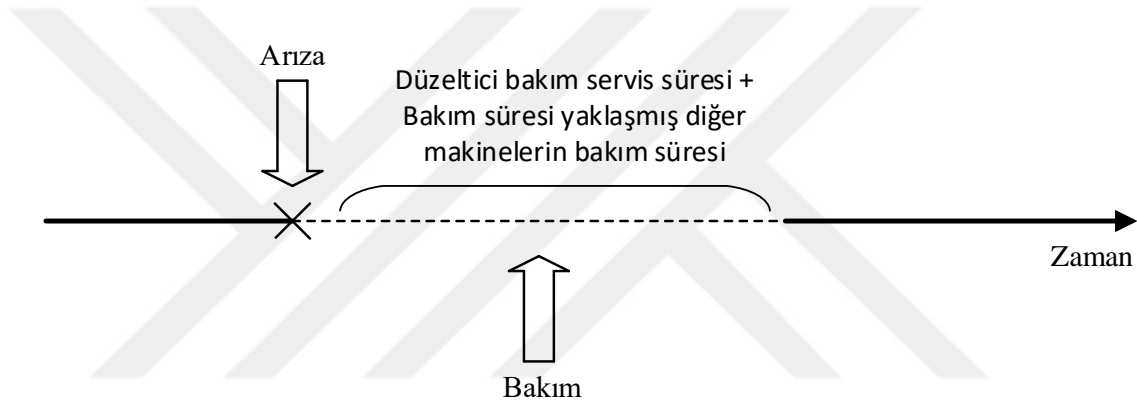 Arıza
Düzeltici bakım servis süresi +
Bakım süresi yaklaşmış diğer
makinelerin bakım süresi
Zaman
Bakım